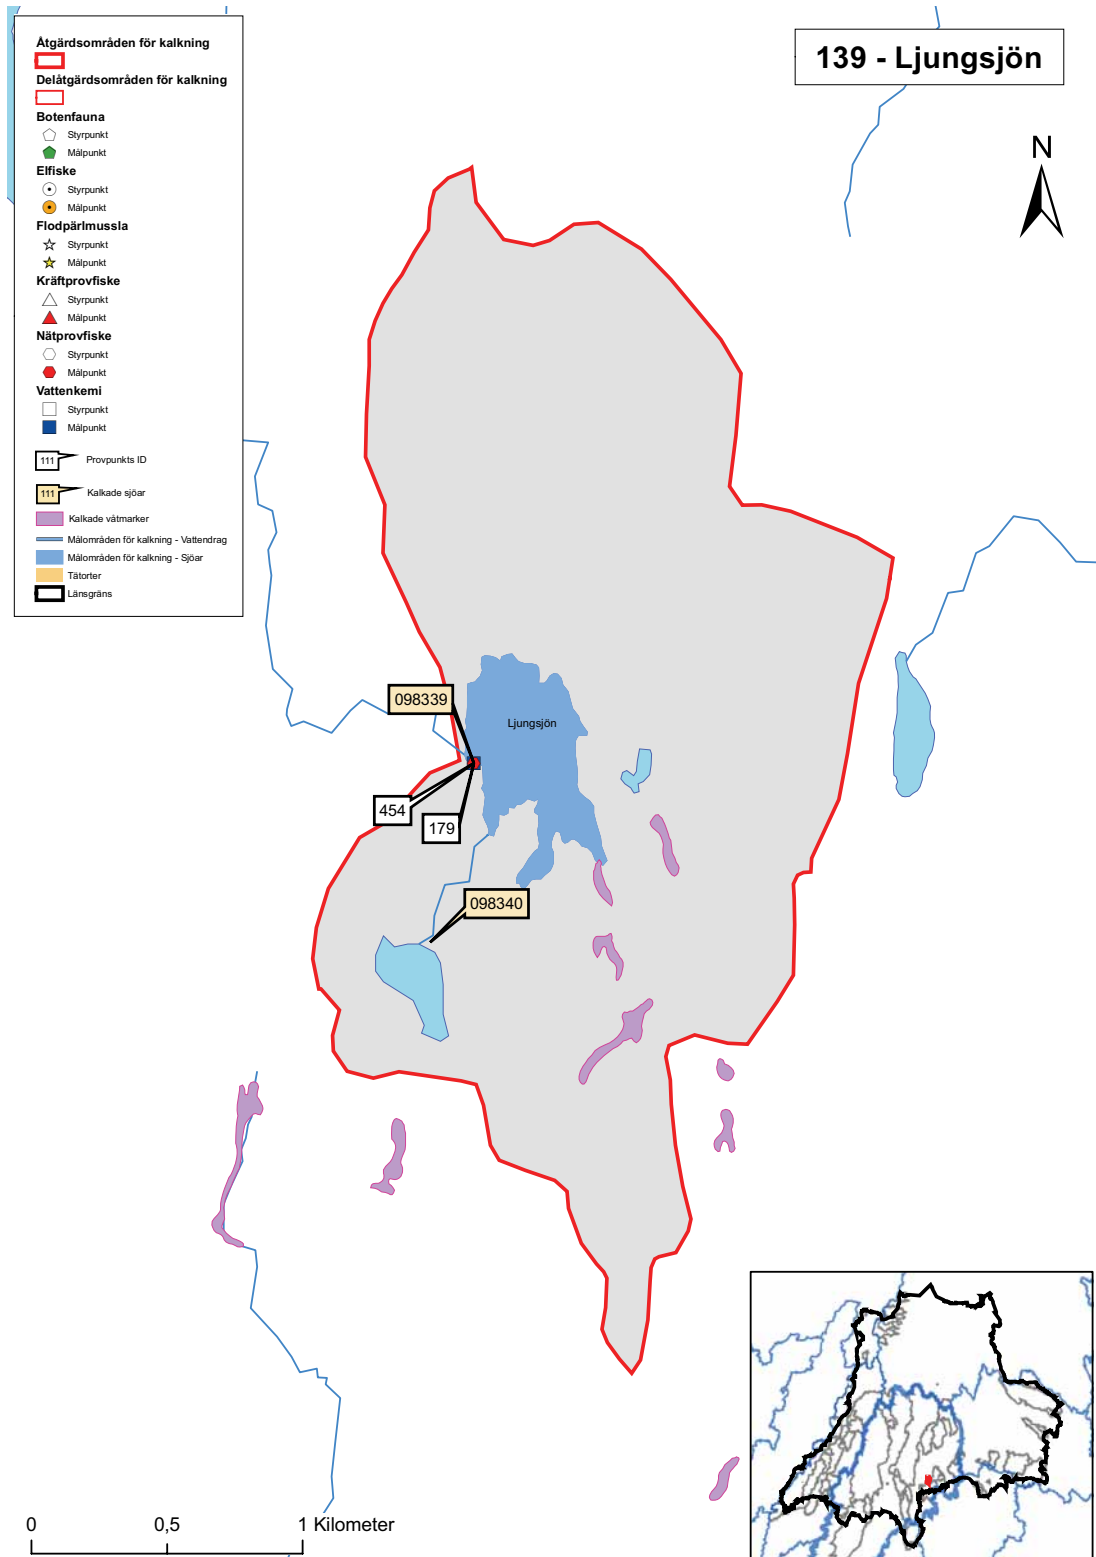 139 - Ljungsjön
N
Åtgärdsområden för kalkning
Delåtgärdsområden för kalkning
Botenfauna
Styrpunkt
Målpunkt
Elfiske
Styrpunkt
Målpunkt
Flodpärlmussla
Styrpunkt
Målpunkt
Kräftprovfiske
Styrpunkt
Målpunkt
Nätprovfiske
Styrpunkt
Målpunkt
Vattenkemi
Styrpunkt
Målpunkt
111 Provpunkts ID
111 Kalkade sjöar
Kalkade våtmarker
Målområden för kalkning - Vattendrag
Målområden för kalkning - Sjöar
Tätorter
Länsgräns
098339
Ljungsjön
454
179
098340
0 0,5 1 Kilometer